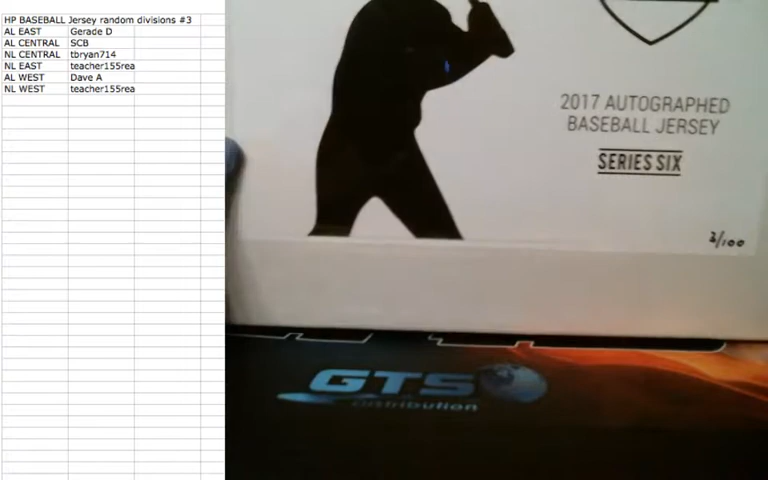 HP BASEBALL Jersey random divisions #3
AL EAST Gerade D
AL CENTRAL SCB
NL CENTRAL tbryan714
NL EAST teacher155rea
AL WEST Dave A
NL WEST teacher155rea
2017 AUTOGRAPHED
BASEBALL JERSEY
SERIES SIX
2/100
GTS
Distribution